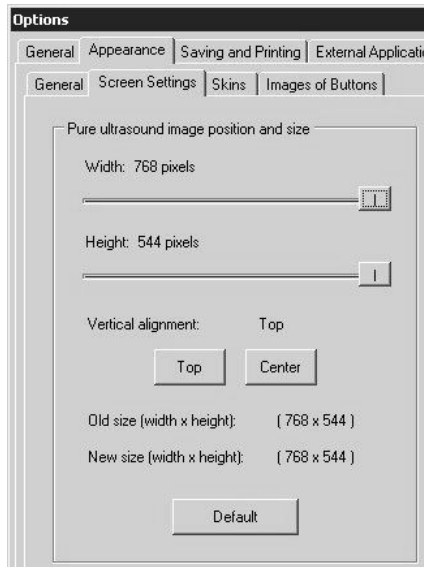 Options
General Appearance Saving and Printing External Applicati
General Screen Settings Skins Images of Buttons
Pure ultrasound image position and size
Width: 768 pixels
Height: 544 pixels
Vertical alignment: Top
Top Center
Old size (width x height): ( 768 x 544 )
New size (width x height): ( 768 x 544 )
Default